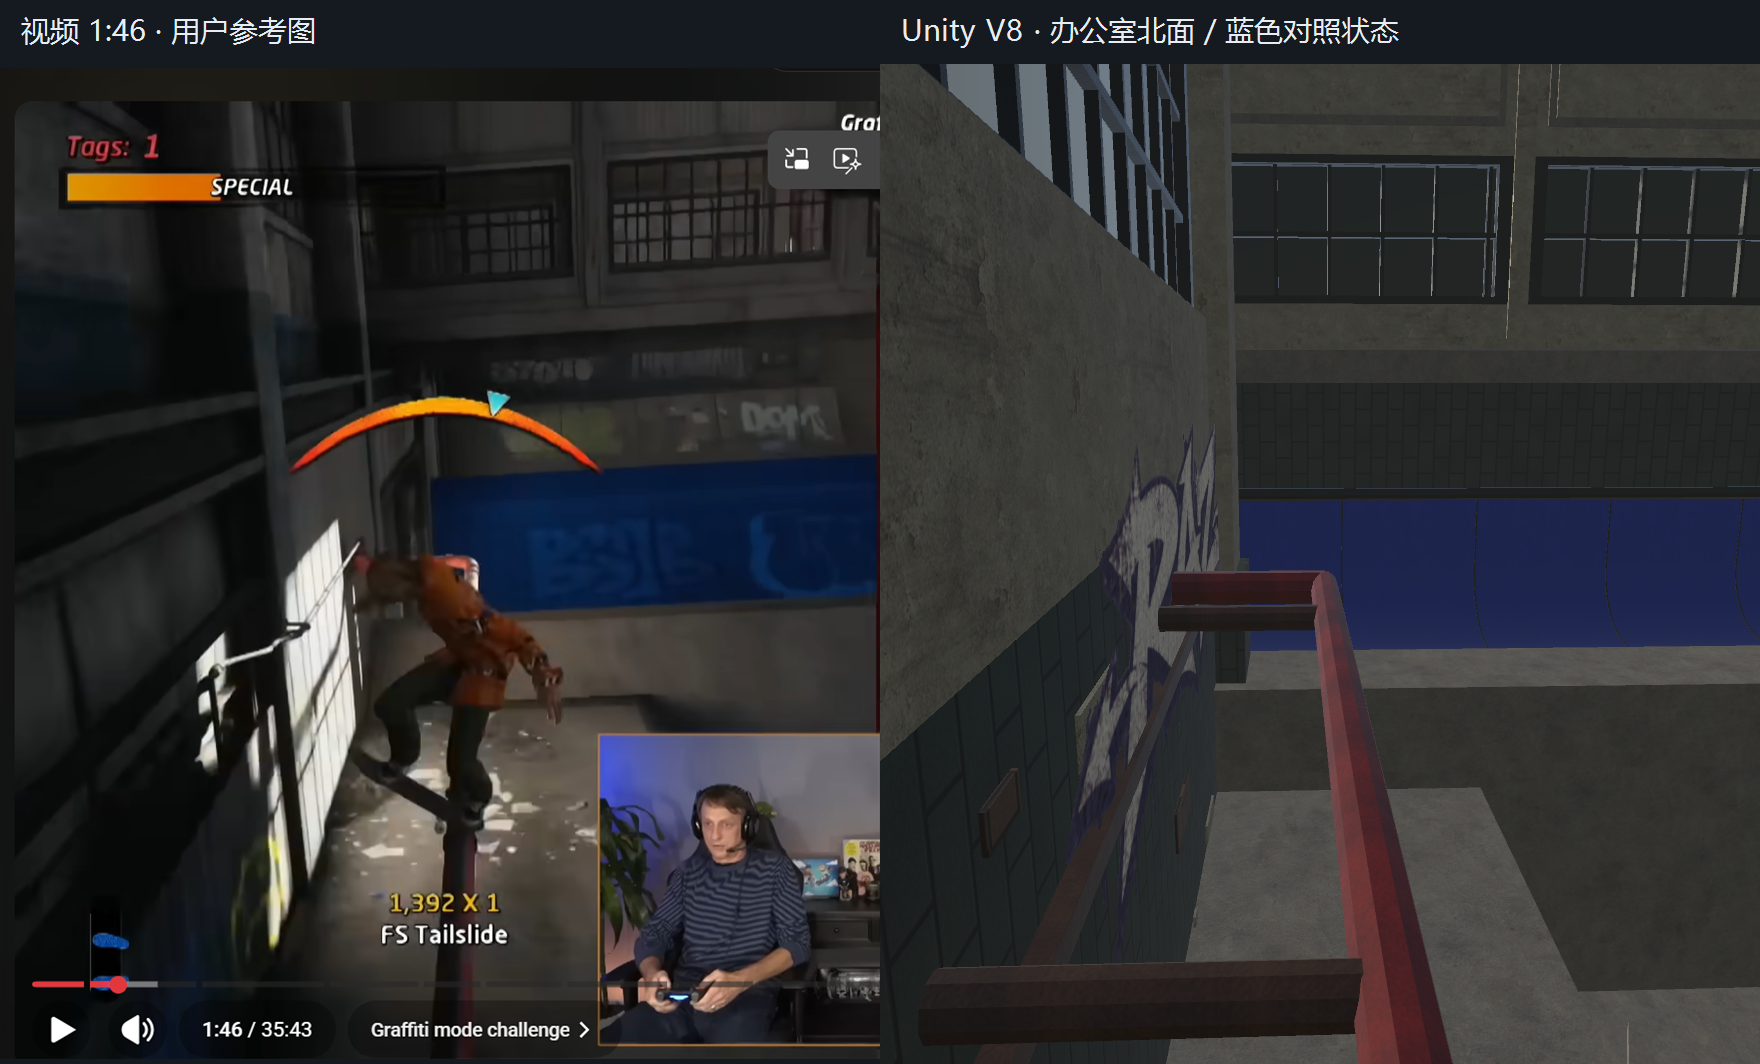 视频 1:46 · 用户参考图
Unity V8 · 办公室北面 / 蓝色对照状态
Tags: 1
SPECIAL
1,392 X 1
FS Tailslide
1:46 / 35:43
Graffiti mode challenge